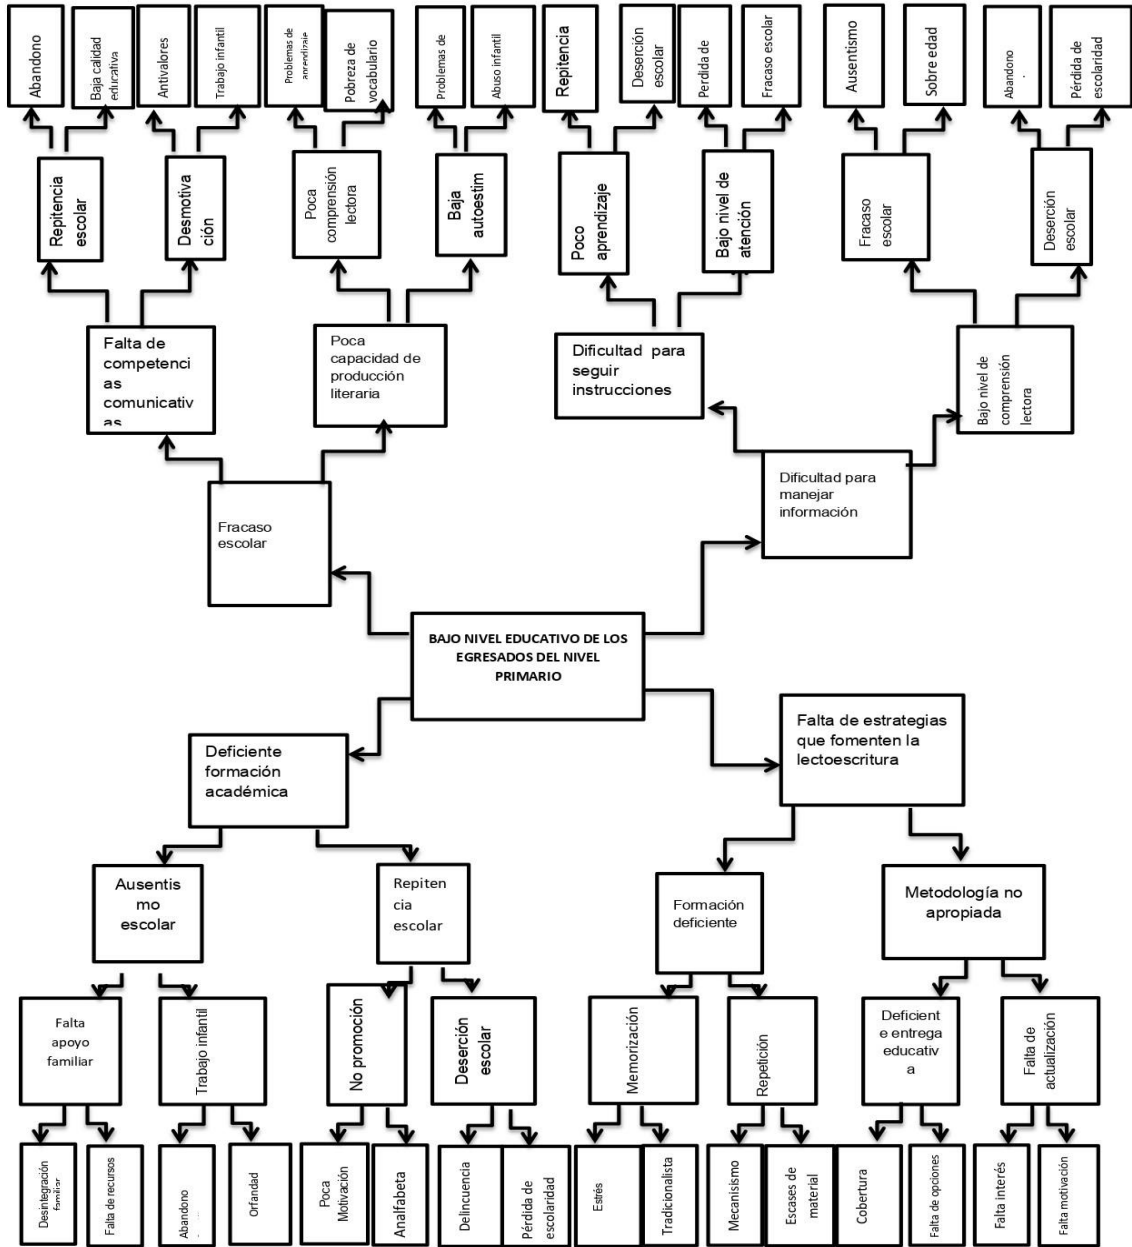 Abandono
Baja calidad
educativa
Antivalores
Trabajo infantil
Problemas de
aprendizaje
Pobreza de
vocabulario
Problemas de
Abuso infantil
Repitencia
Deserción
escolar
Perdida de
Fracaso escolar
Ausentismo
Sobre edad
Abandono
Pérdida de
escolaridad
Repitencia
escolar
Desmotiva
ción
Poca
comprensión
lectora
Baja
autoestim
Poco
aprendizaje
Bajo nivel de
atención
Fracaso
escolar
Deserción
escolar
Falta de
competenci
as
comunicativ
as
Poca
capacidad de
producción
literaria
Dificultad para
seguir
instrucciones
Bajo nivel de
comprensión
lectora
Fracaso
escolar
Dificultad para
manejar
información
BAJO NIVEL EDUCATIVO DE LOS
EGRESADOS DEL NIVEL
PRIMARIO
Deficiente
formación
académica
Falta de estrategias
que fomenten la
lectoescritura
Ausentis
mo
escolar
Repiten
cia
escolar
Formación
deficiente
Metodología no
apropiada
Falta
apoyo
familiar
Trabajo infantil
No promoción
Deserción
escolar
Memorización
Repetición
Deficient
e entrega
educativ
a
Falta de
actualización
Desintegración
familiar
Falta de recursos
Abandono
Orfandad
Poca
Motivación
Analfabeta
Delincuencia
Pérdida de
escolaridad
Estrés
Tradicionalista
Mecanisismo
Escases de
material
Cobertura
Falta de opciones
Falta interés
Falta motivación